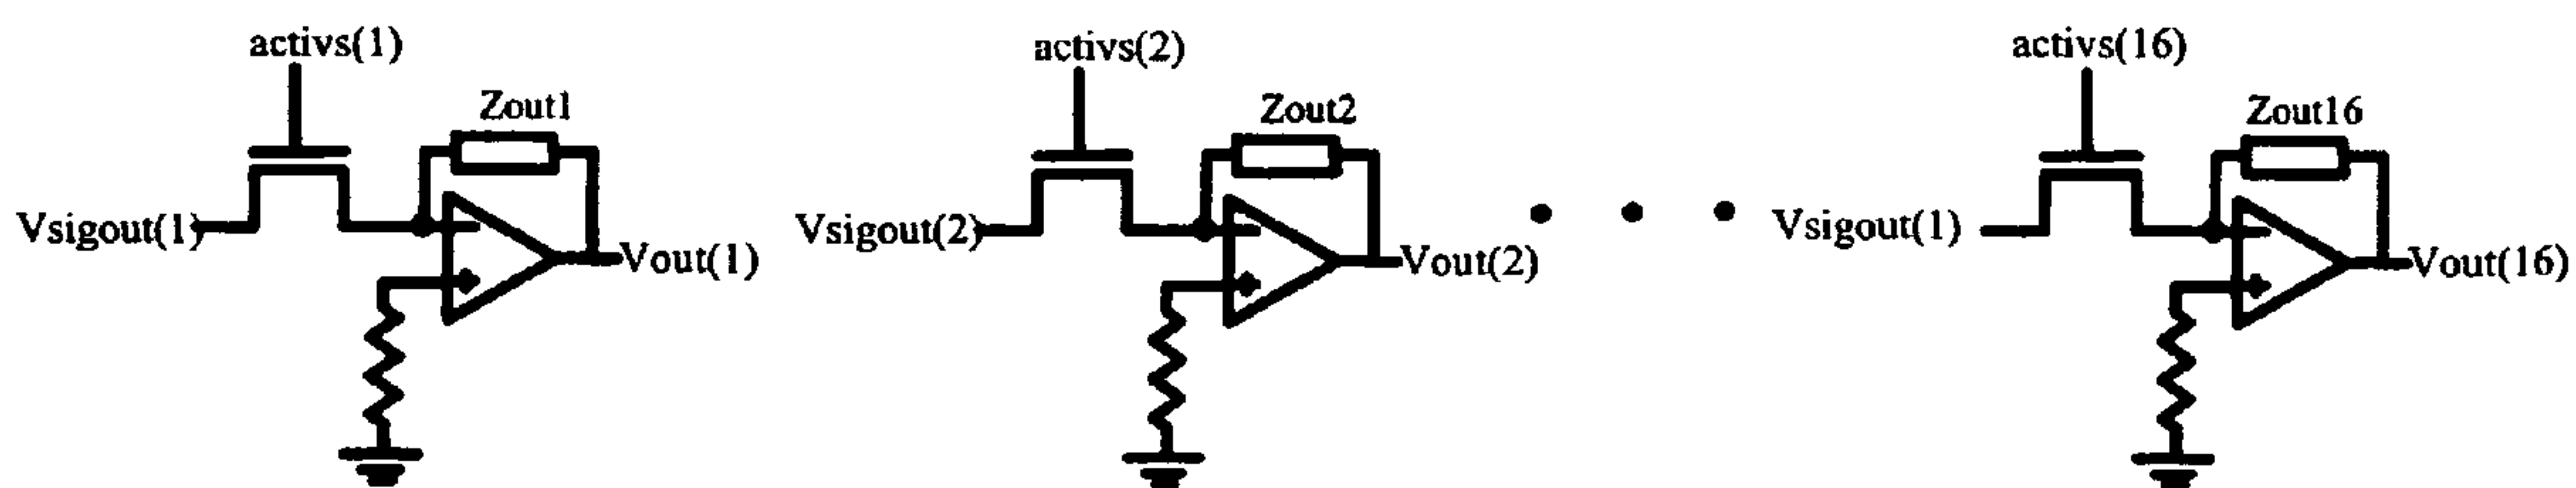 activs(1)
Zout1
Vsigout(1)
Vout(1)
activs(2)
Zout2
Vsigout(2)
Vout(2)
activs(16)
Zout16
Vsigout(1)
Vout(16)